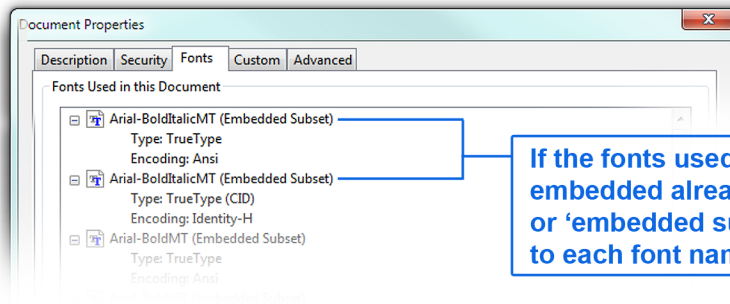 Document Properties
Description Security Fonts Custom Advanced
Fonts Used in this Document
Arial-BoldItalicMT (Embedded Subset)
Type: TrueType
Encoding: Ansi
Arial-BoldItalicMT (Embedded Subset)
Type: TrueType (CID)
Encoding: Identity-H
Arial-BoldMT (Embedded Subset)
Type: TrueType
Encoding: Ansi
If the fonts used
embedded alrea
or ‘embedded su
to each font nam